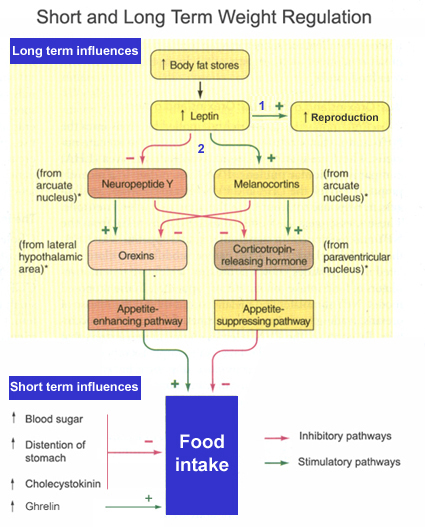 Short and Long Term Weight Regulation
Long term influences
↑ Body fat stores
↑ Leptin
1 +
↑ Reproduction
− 2 +
(from
arcuate
nucleus)*
Neuropeptide Y
Melanocortins
(from
arcuate
nucleus)*
+ − − +
(from lateral
hypothalamic
area)*
Orexins
Corticotropin-
releasing hormone
(from
paraventricular
nucleus)*
Appetite-
enhancing pathway
Appetite-
suppressing pathway
Short term influences
+ −
↑ Blood sugar
↑ Distention of
stomach
↑ Cholecystokinin
↑ Ghrelin
−
+
Food
intake
Inhibitory pathways
Stimulatory pathways